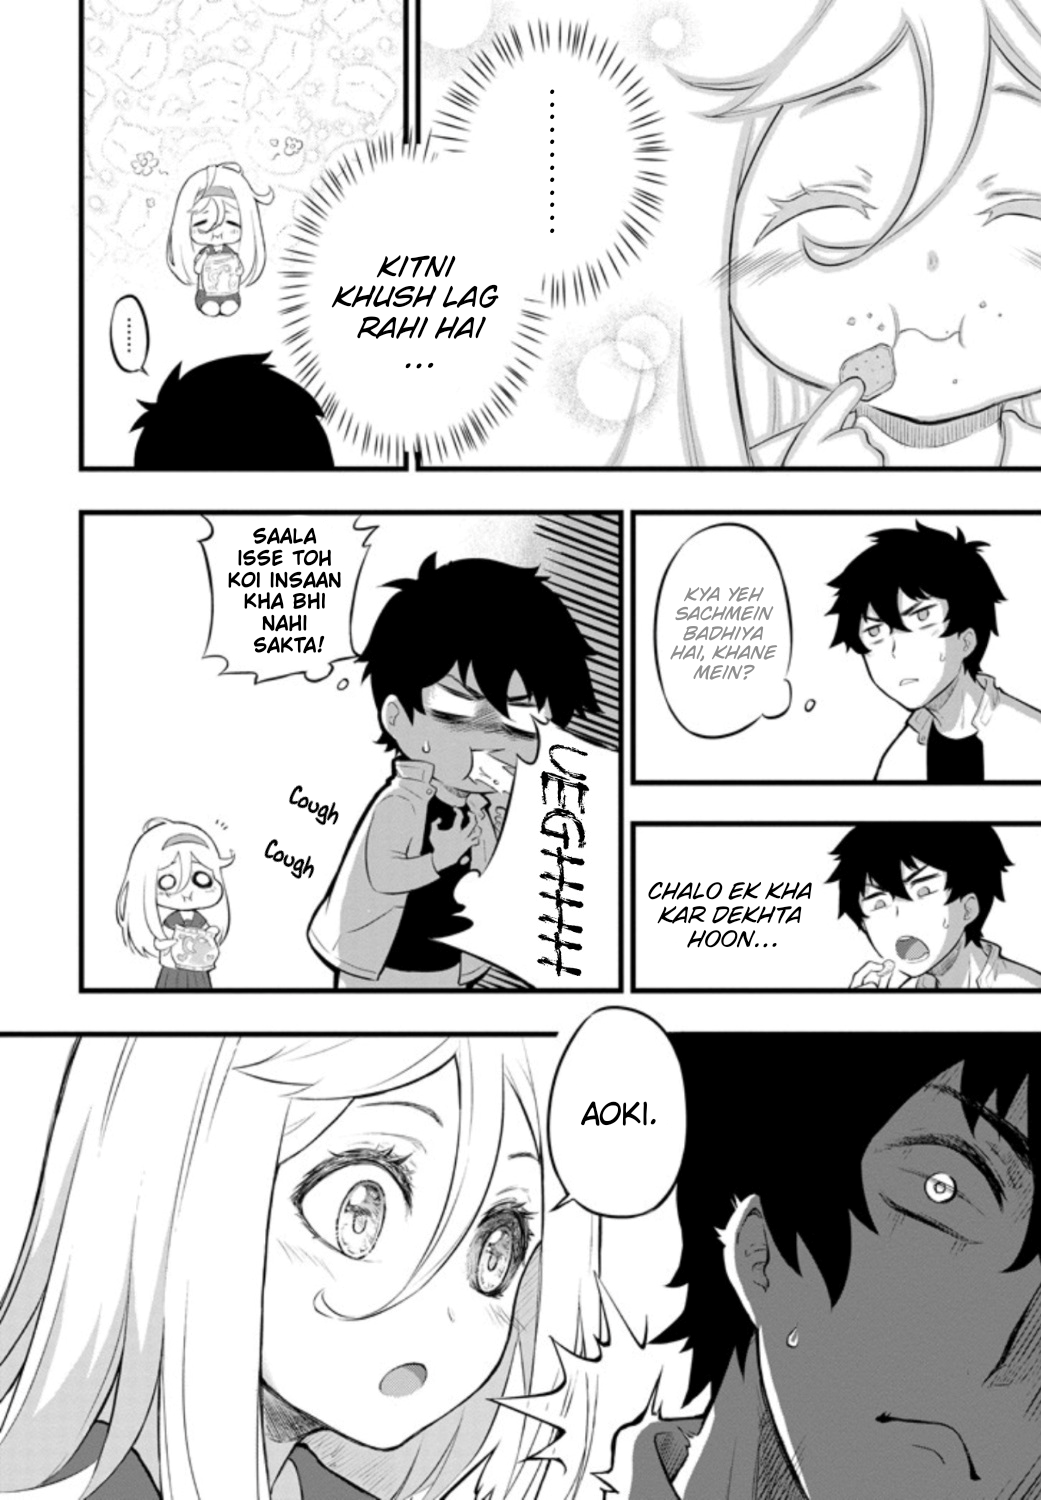 ..........
KITNI
KHUSH LAG
RAHI HAI
...
......
KYA YEH
SACHMEIN
BADHIYA
HAI, KHANE
MEIN?
CHALO EK KHA
KAR DEKHTA
HOON...
SAALA
ISSE TOH
KOI INSAAN
KHA BHI
NAHI
SAKTA!
UEGHHHH
Cough
Cough
AOKI.